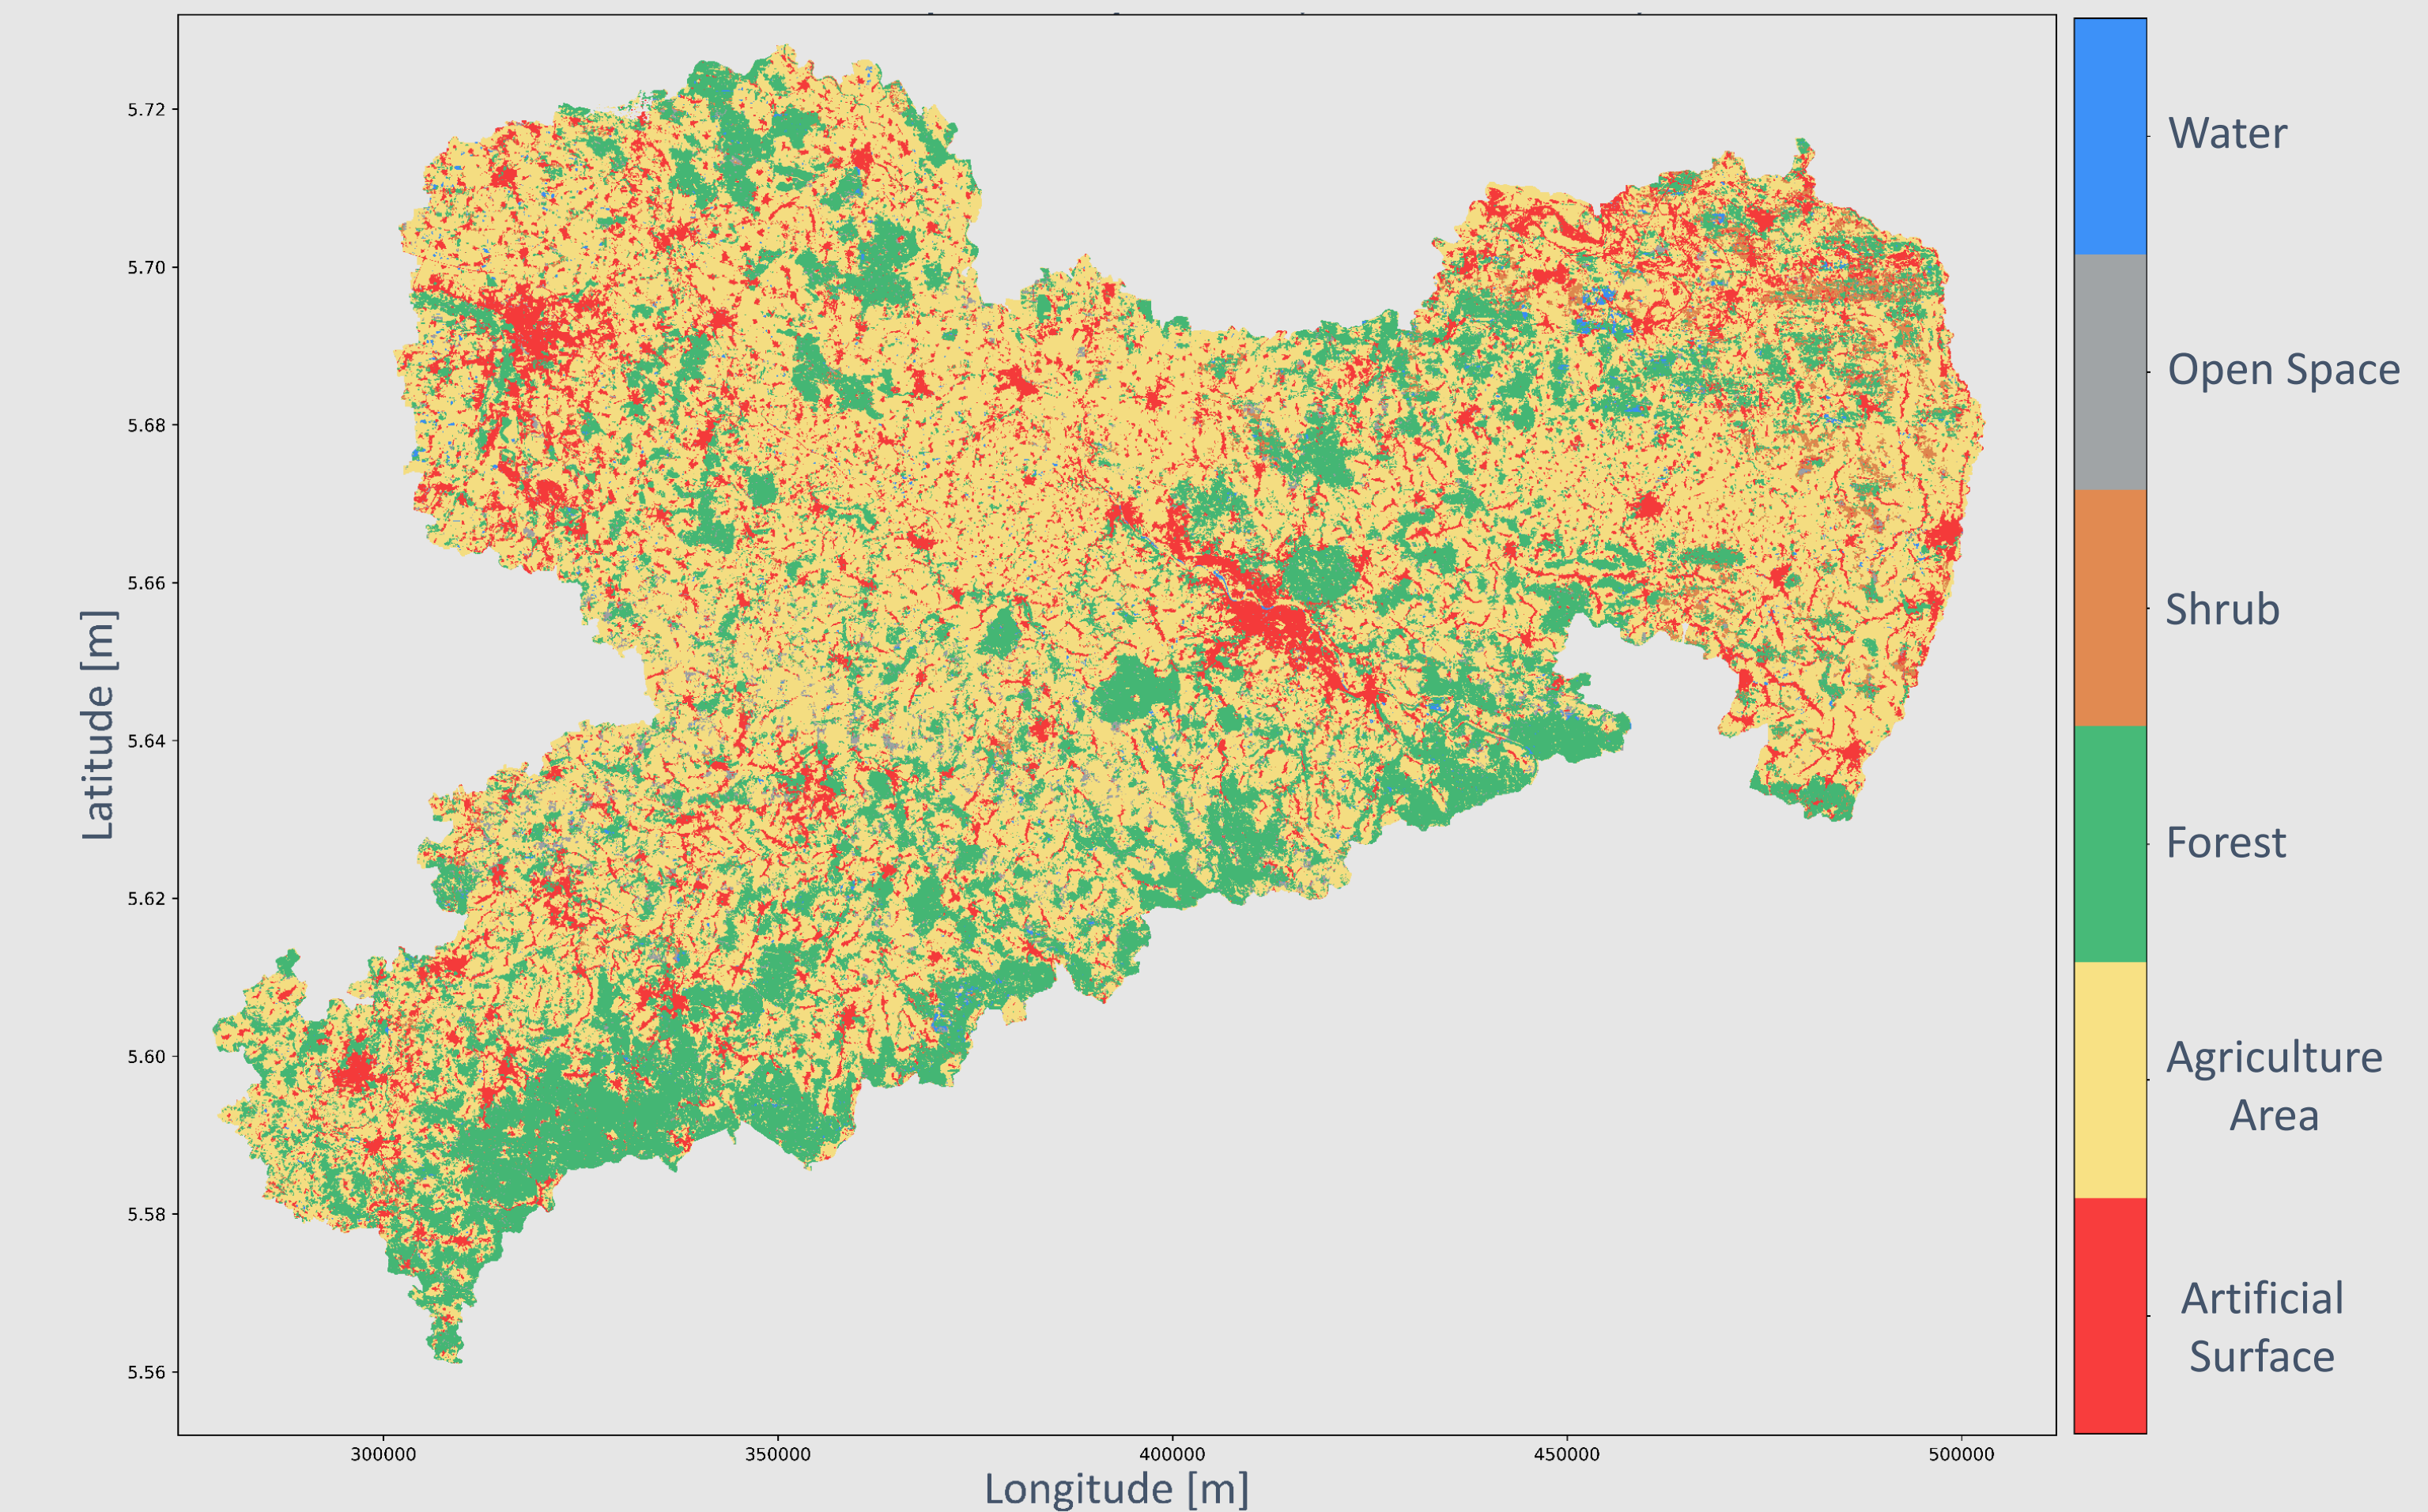 5.72
5.70
5.68
5.66
5.64
5.62
5.60
5.58
5.56
Latitude [m]
300000
350000
400000
450000
500000
Longitude [m]
Water
Open Space
Shrub
Forest
Agriculture
Area
Artificial
Surface